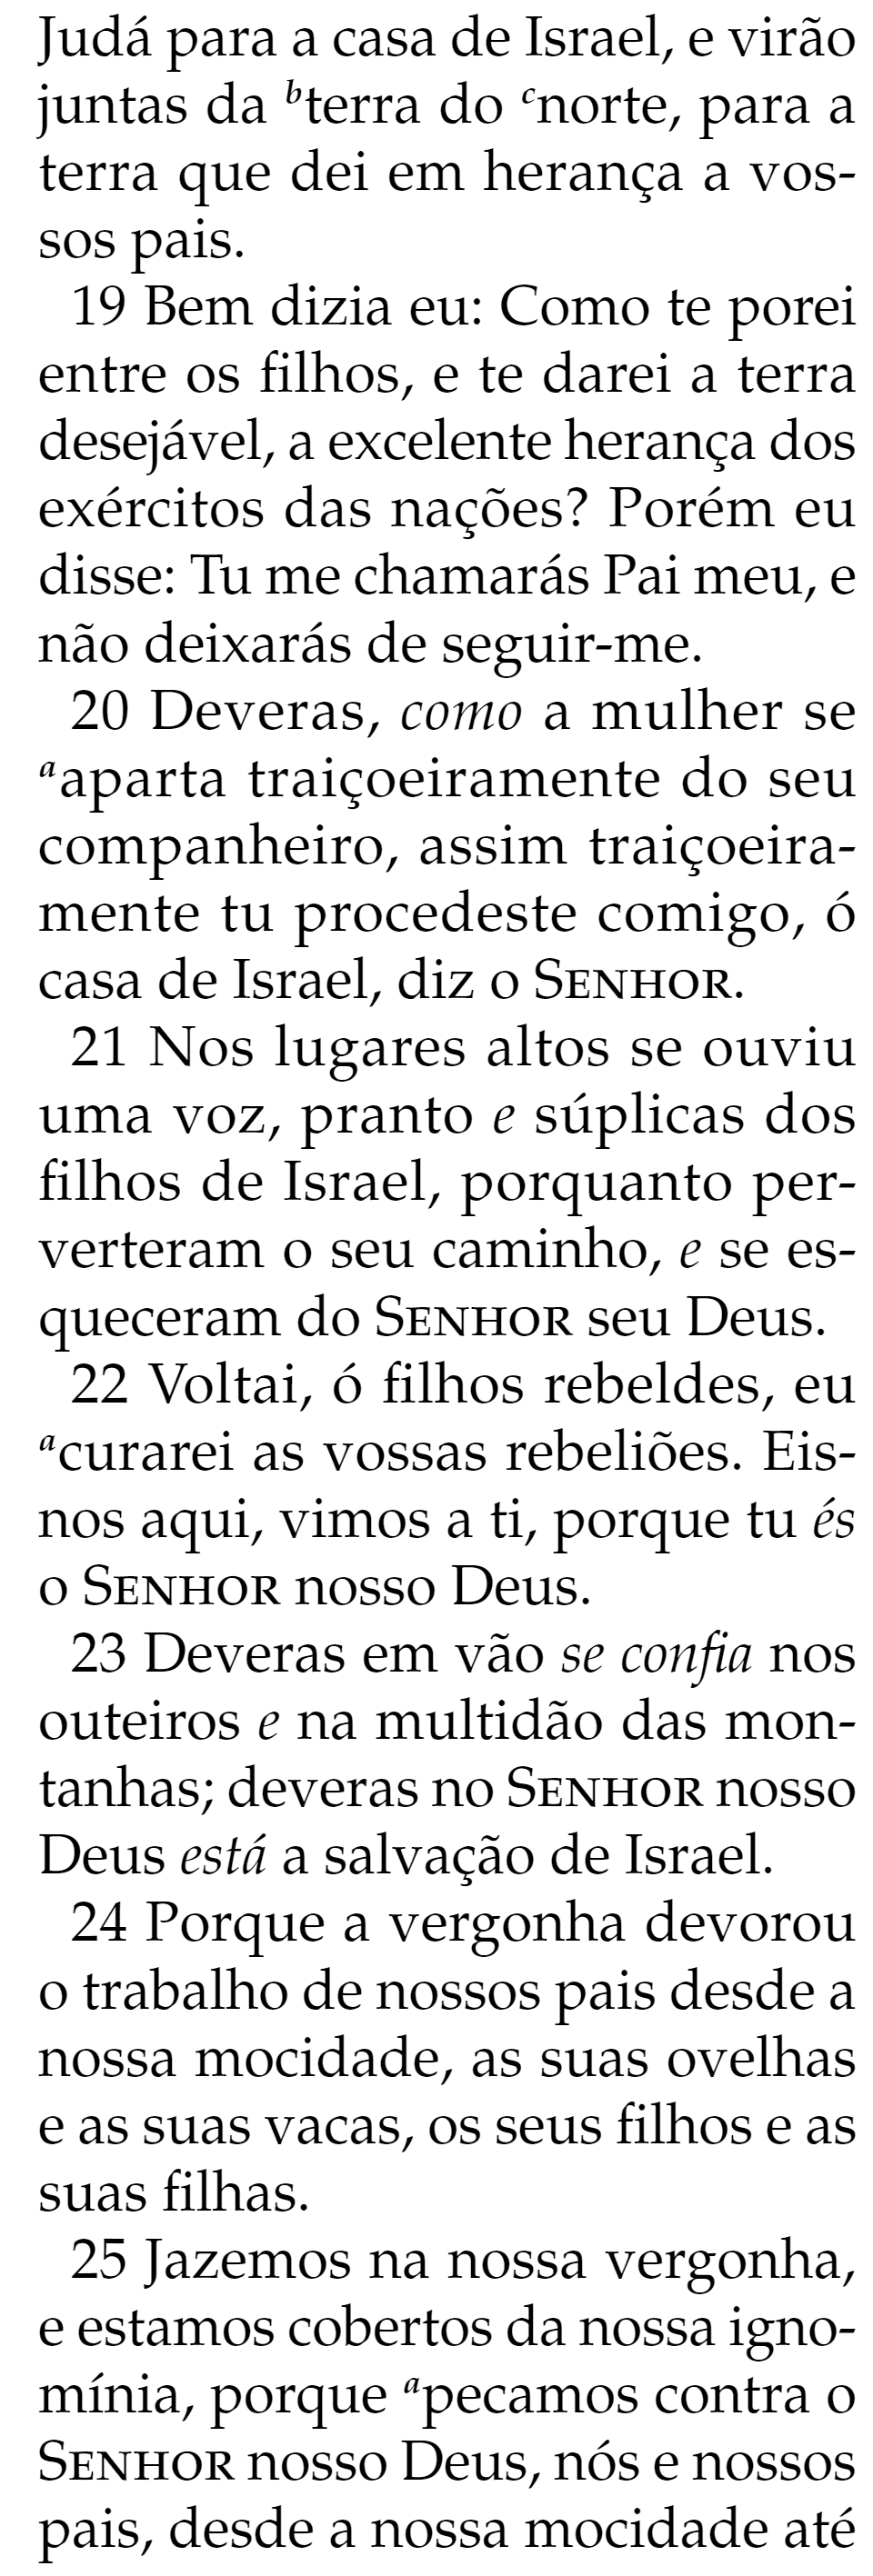 Judá para a casa de Israel, e virão
juntas da ᵇterra do ᶜnorte, para a
terra que dei em herança a vos-
sos pais.
19 Bem dizia eu: Como te porei
entre os filhos, e te darei a terra
desejável, a excelente herança dos
exércitos das nações? Porém eu
disse: Tu me chamarás Pai meu, e
não deixarás de seguir-me.
20 Deveras, como a mulher se
ᵃaparta traiçoeiramente do seu
companheiro, assim traiçoeira-
mente tu procedeste comigo, ó
casa de Israel, diz o SENHOR.
21 Nos lugares altos se ouviu
uma voz, pranto e súplicas dos
filhos de Israel, porquanto per-
verteram o seu caminho, e se es-
queceram do SENHOR seu Deus.
22 Voltai, ó filhos rebeldes, eu
ᵃcurarei as vossas rebeliões. Eis-
nos aqui, vimos a ti, porque tu és
o SENHOR nosso Deus.
23 Deveras em vão se confia nos
outeiros e na multidão das mon-
tanhas; deveras no SENHOR nosso
Deus está a salvação de Israel.
24 Porque a vergonha devorou
o trabalho de nossos pais desde a
nossa mocidade, as suas ovelhas
e as suas vacas, os seus filhos e as
suas filhas.
25 Jazemos na nossa vergonha,
e estamos cobertos da nossa igno-
mínia, porque ᵃpecamos contra o
SENHOR nosso Deus, nós e nossos
pais, desde a nossa mocidade até